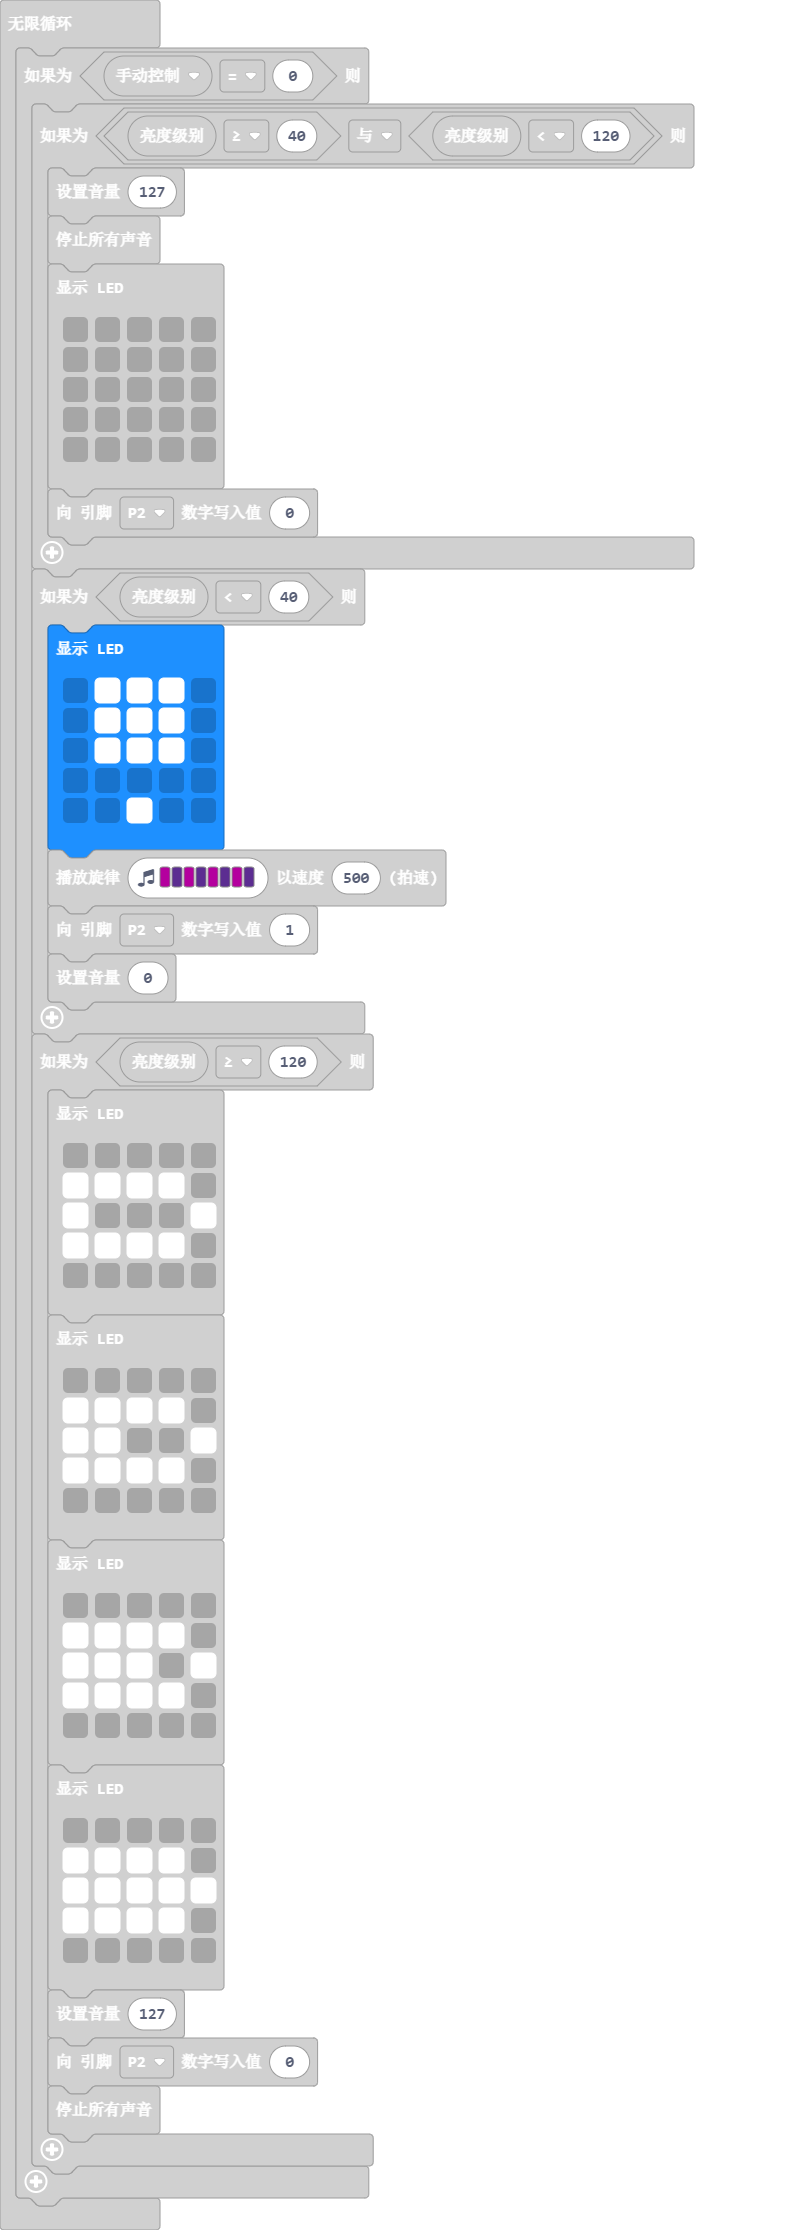 无限循环
如果为 手动控制 = 0 则
如果为 亮度级别 ≥ 40 与 亮度级别 < 120 则
设置音量 127
停止所有声音
显示 LED
向 引脚 P2 数字写入值 0
如果为 亮度级别 < 40 则
显示 LED
播放旋律 以速度 500 (拍速)
向 引脚 P2 数字写入值 1
设置音量 0
如果为 亮度级别 ≥ 120 则
显示 LED
显示 LED
显示 LED
显示 LED
设置音量 127
向 引脚 P2 数字写入值 0
停止所有声音